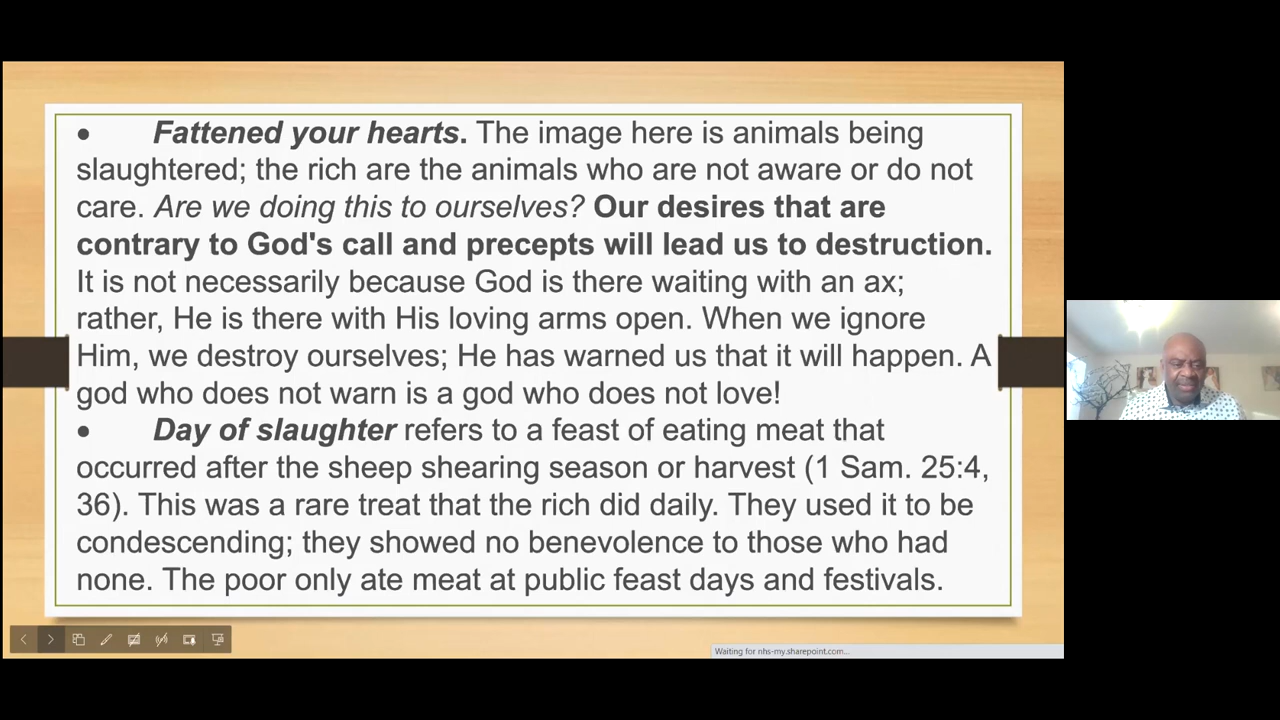 • Fattened your hearts. The image here is animals being
slaughtered; the rich are the animals who are not aware or do not
care. Are we doing this to ourselves? Our desires that are
contrary to God's call and precepts will lead us to destruction.
It is not necessarily because God is there waiting with an ax;
rather, He is there with His loving arms open. When we ignore
Him, we destroy ourselves; He has warned us that it will happen. A
god who does not warn is a god who does not love!
• Day of slaughter refers to a feast of eating meat that
occurred after the sheep shearing season or harvest (1 Sam. 25:4,
36). This was a rare treat that the rich did daily. They used it to be
condescending; they showed no benevolence to those who had
none. The poor only ate meat at public feast days and festivals.
Waiting for nhs-my.sharepoint.com...